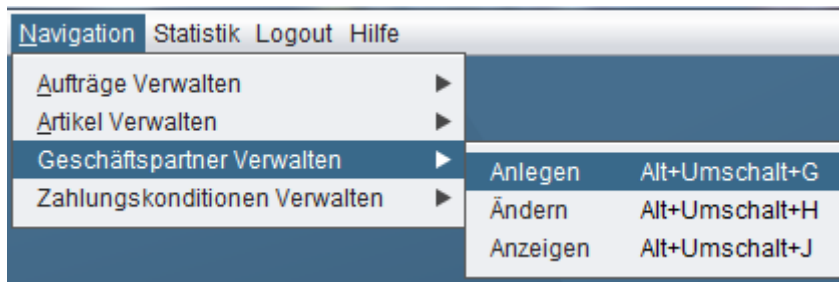 Navigation Statistik Logout Hilfe
Aufträge Verwalten
Artikel Verwalten
Geschäftspartner Verwalten
Zahlungskonditionen Verwalten
Anlegen Alt+Umschalt+G
Ändern Alt+Umschalt+H
Anzeigen Alt+Umschalt+J